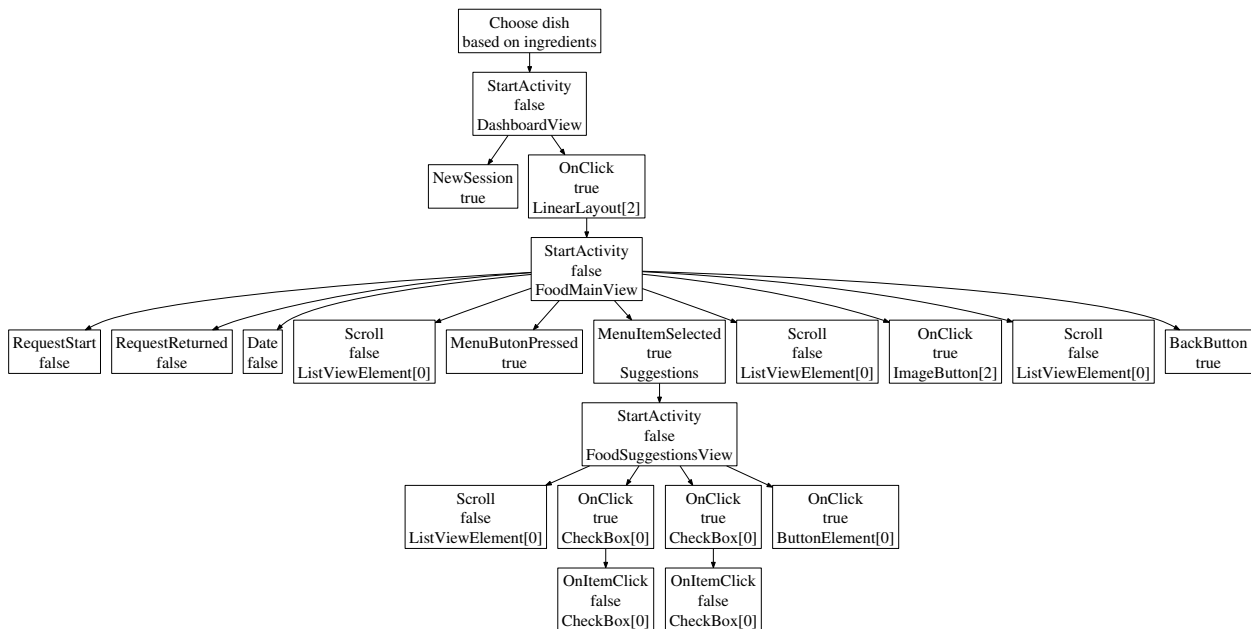 Choose dish
based on ingredients
StartActivity
false
DashboardView
NewSession
true
OnClick
true
LinearLayout[2]
StartActivity
false
FoodMainView
RequestStart
false
RequestReturned
false
Date
false
Scroll
false
ListViewElement[0]
MenuButonPressed
true
MenuItemSelected
true
Suggestions
Scroll
false
ListViewElement[0]
OnClick
true
ImageButton[2]
Scroll
false
ListViewElement[0]
BackButton
true
StartActivity
false
FoodSuggestionsView
Scroll
false
ListViewElement[0]
OnClick
true
CheckBox[0]
OnClick
true
CheckBox[0]
OnClick
true
ButtonElement[0]
OnItemClick
false
CheckBox[0]
OnItemClick
false
CheckBox[0]